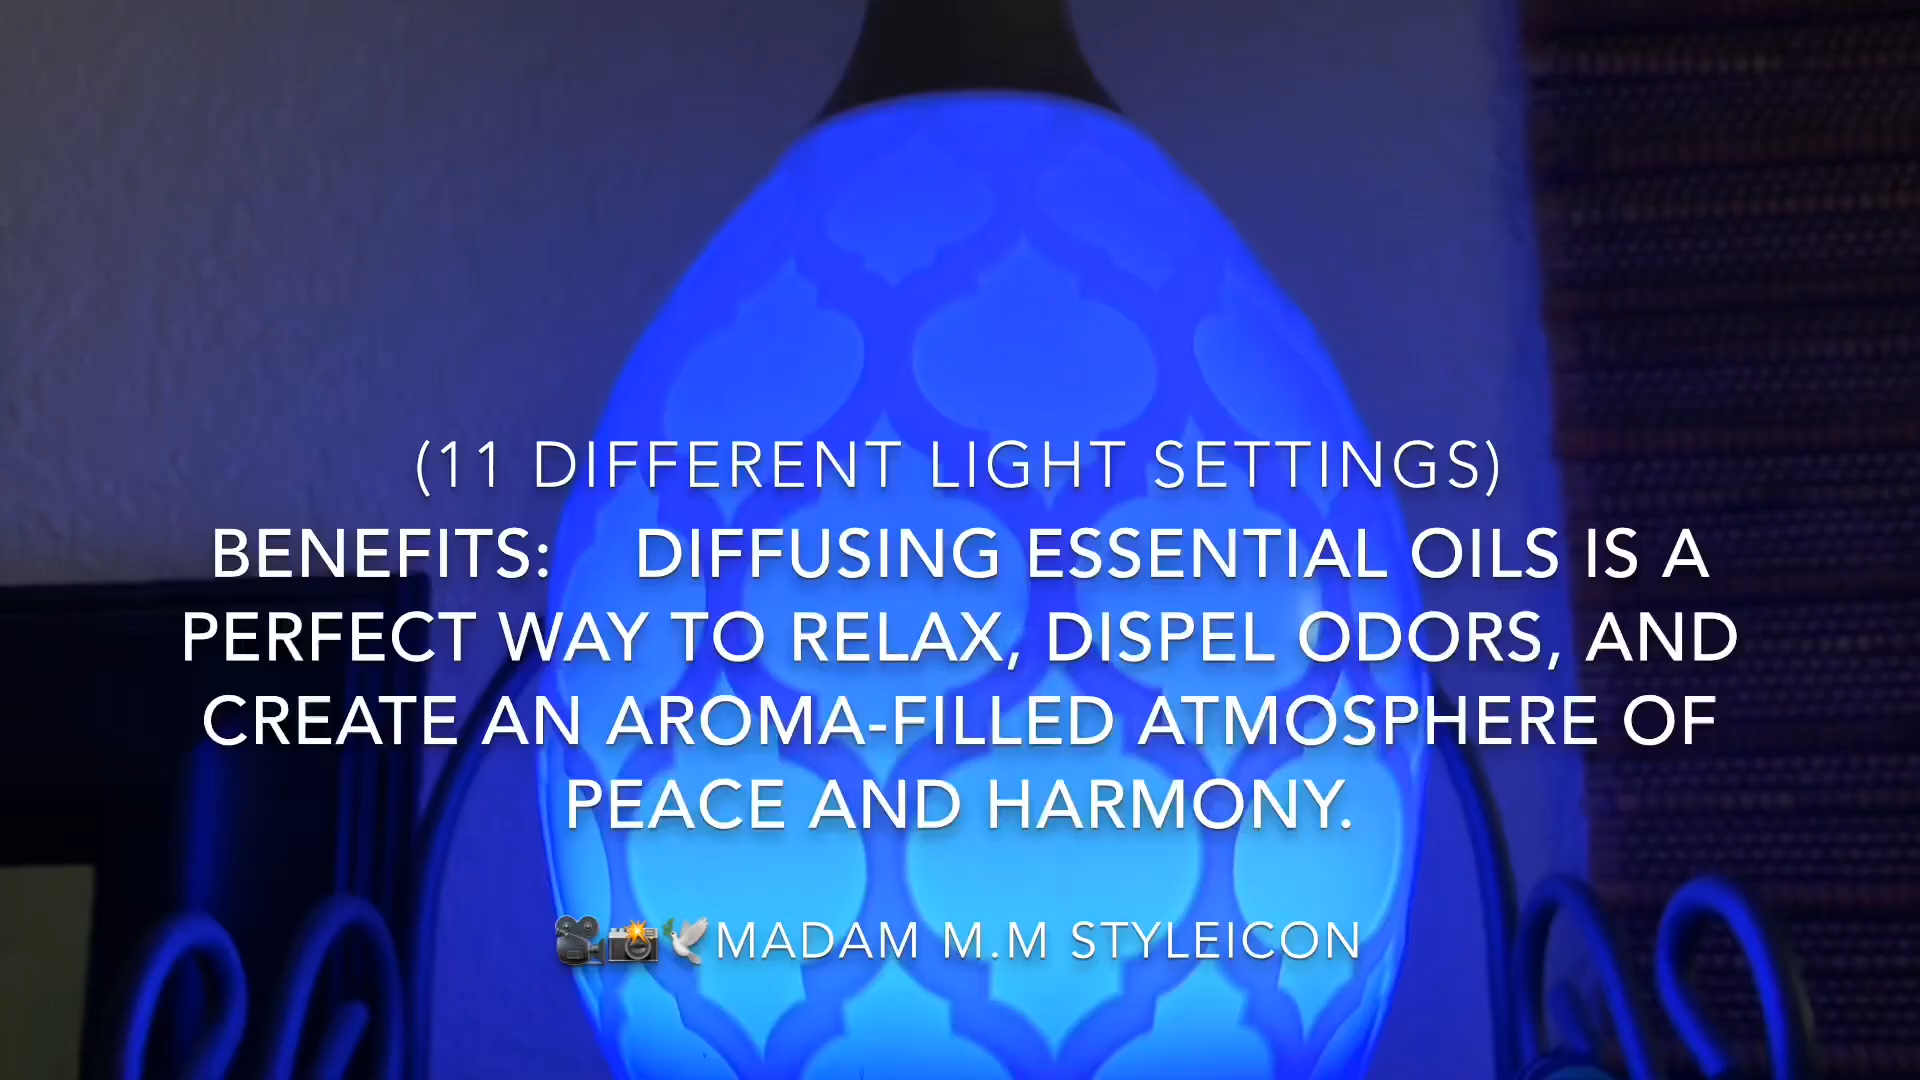 (11 DIFFERENT LIGHT SETTINGS)
BENEFITS: DIFFUSING ESSENTIAL OILS IS A
PERFECT WAY TO RELAX, DISPEL ODORS, AND
CREATE AN AROMA-FILLED ATMOSPHERE OF
PEACE AND HARMONY.
🎥📸🕊MADAM M.M STYLEICON